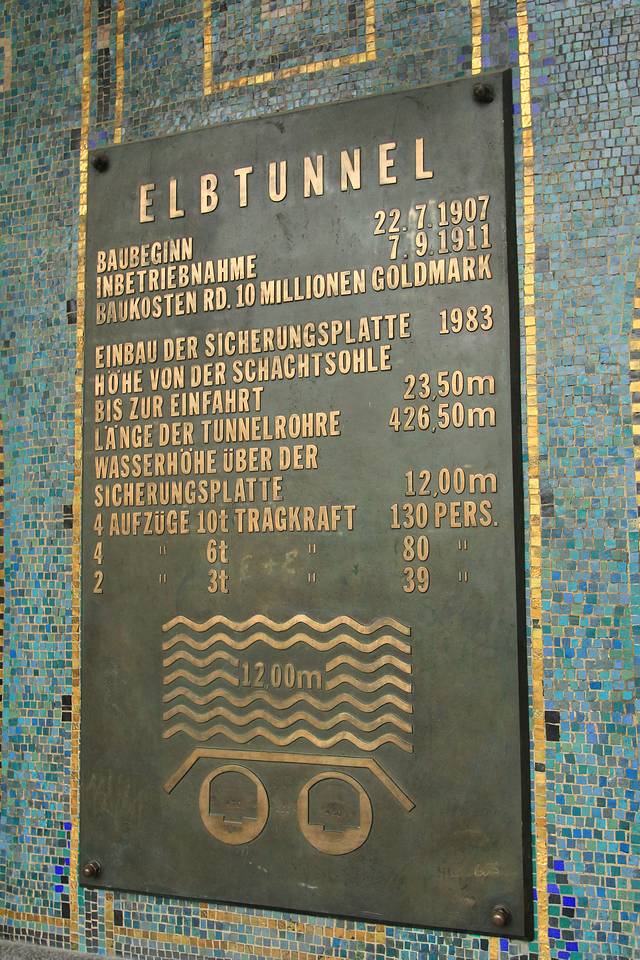 ELBTUNNEL
BAUBEGINN 22.7.1907
INBETRIEBNAHME 7.9.1911
BAUKOSTEN RD. 10 MILLIONEN GOLDMARK
EINBAU DER SICHERUNGSPLATTE 1983
HÖHE VON DER SCHACHTSOHLE
BIS ZUR EINFAHRT 23,50m
LÄNGE DER TUNNELROHRE 426,50m
WASSERHÖHE ÜBER DER
SICHERUNGSPLATTE 12,00m
4 AUFZÜGE 10t TRAGKRAFT 130 PERS.
4 " 6t " 80 "
2 " 3t " 39 "
12,00m